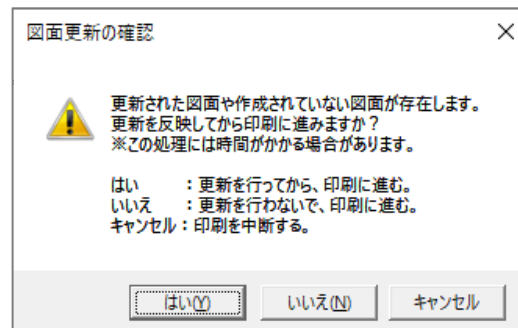 図面更新の確認
更新された図面や作成されていない図面が存在します。
更新を反映してから印刷に進みますか？
※この処理には時間がかかる場合があります。
はい　　：更新を行ってから、印刷に進む。
いいえ　：更新を行わないで、印刷に進む。
キャンセル：印刷を中断する。
はい(Y)　いいえ(N)　キャンセル